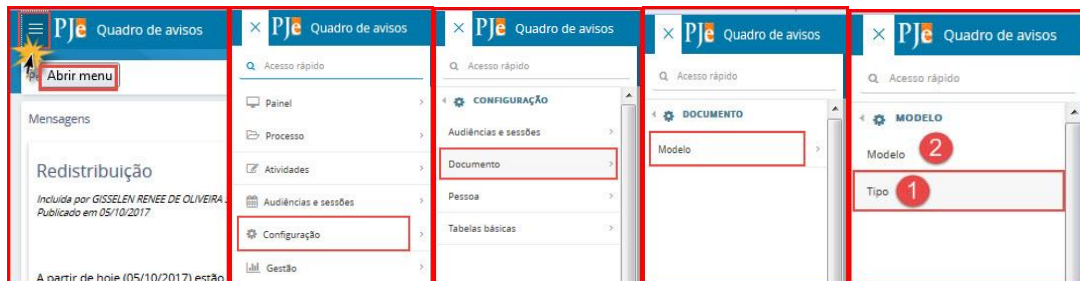 PJe Quadro de avisos
Abrir menu
Mensagens
Redistribuição
Incluída por GISSELEN RENEE DE OLIVEIRA
Publicado em 05/10/2017
A partir de hoje (05/10/2017) estão
PJe Quadro de avisos
Acesso rápido
Painel
Processo
Atividades
Audiências e sessões
Configuração
Gestão
PJe Quadro de avisos
Acesso rápido
CONFIGURAÇÃO
Audiências e sessões
Documento
Pessoa
Tabelas básicas
PJe Quadro de avisos
Acesso rápido
DOCUMENTO
Modelo
PJe Quadro de avisos
Acesso rápido
MODELO
Modelo 2
Tipo 1